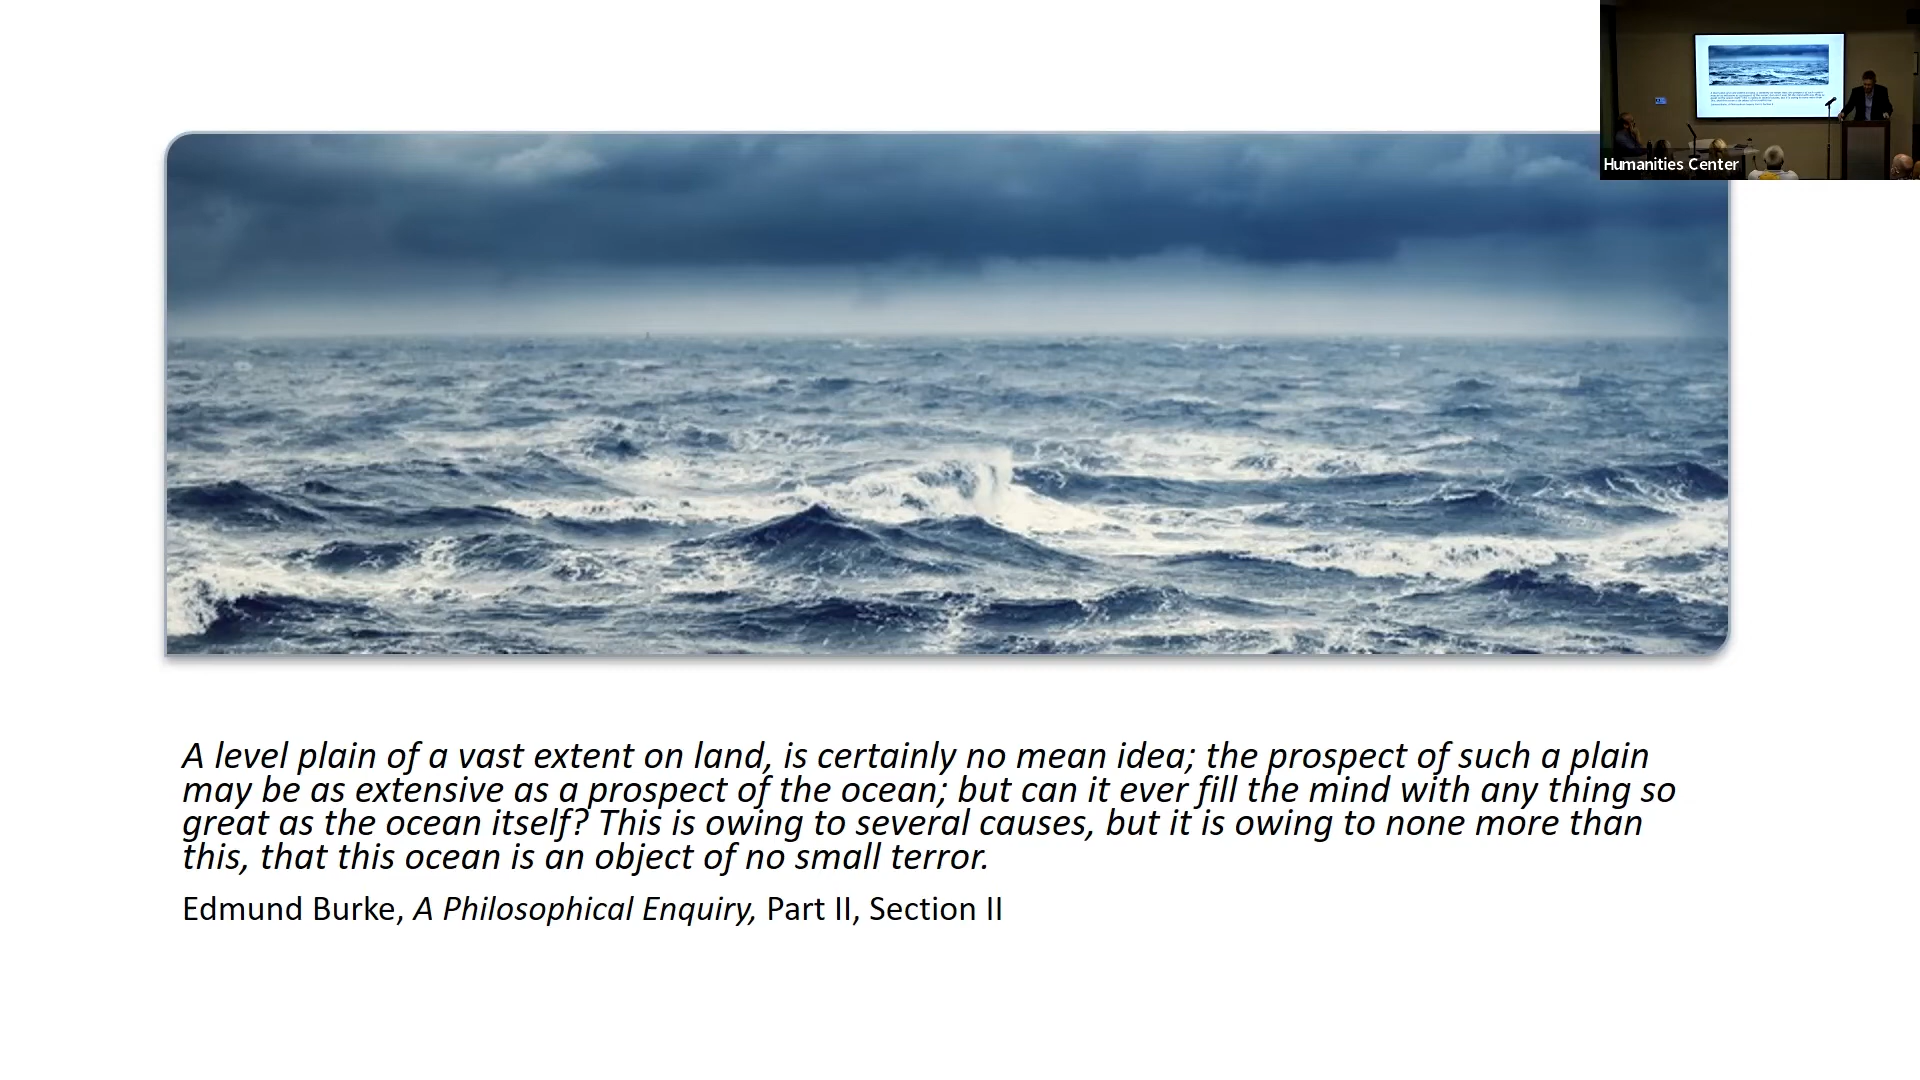 Humanities Center
A level plain of a vast extent on land, is certainly no mean idea; the prospect of such a plain
may be as extensive as a prospect of the ocean; but can it ever fill the mind with any thing so
great as the ocean itself? This is owing to several causes, but it is owing to none more than
this, that this ocean is an object of no small terror.
Edmund Burke, A Philosophical Enquiry, Part II, Section II